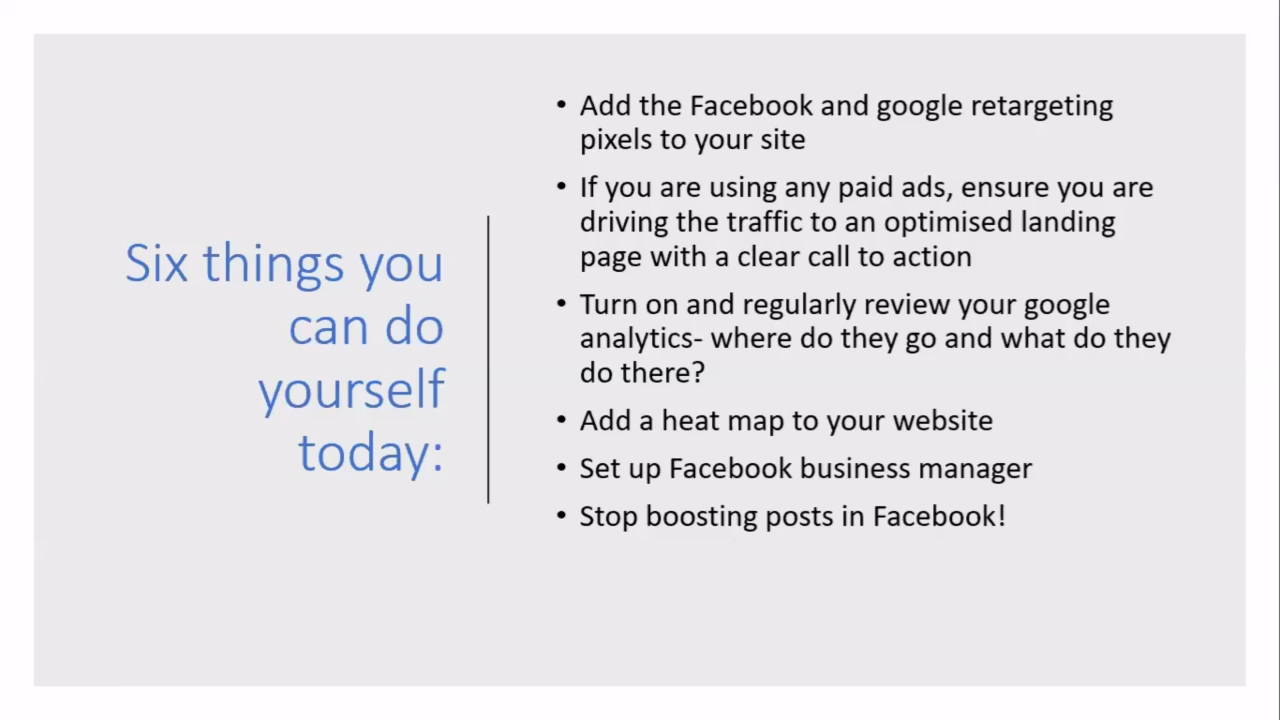 Six things you
can do
yourself
today:
• Add the Facebook and google retargeting
pixels to your site
• If you are using any paid ads, ensure you are
driving the traffic to an optimised landing
page with a clear call to action
• Turn on and regularly review your google
analytics- where do they go and what do they
do there?
• Add a heat map to your website
• Set up Facebook business manager
• Stop boosting posts in Facebook!